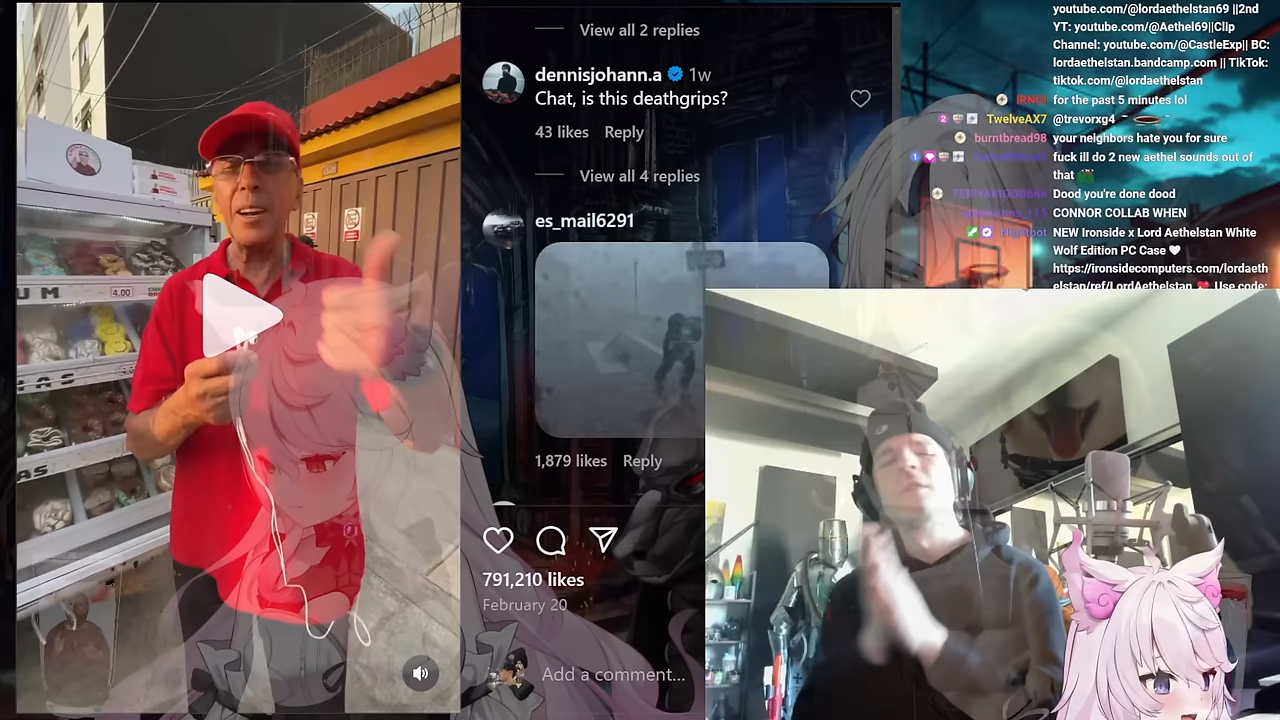 View all 2 replies
dennisjohann.a 1w
Chat, is this deathgrips?
43 likes Reply
View all 4 replies
es_mail6291
1,879 likes Reply
791,210 likes
February 20
Add a comment...
4.00
UM
AS
AS
youtube.com/@lordaethelstan69 ||2nd
YT: youtube.com/@Aethel69||Clip
Channel: youtube.com/@CastleExp|| BC:
lordaethelstan.bandcamp.com || TikTok:
tiktok.com/@lordaethelstan
for the past 5 minutes lol
TwelveAX7 @trevorxg4
burntbread98 your neighbors hate you for sure
fuck ill do 2 new aethel sounds out of
that
Dood you're done dood
CONNOR COLLAB WHEN
Nightbot NEW Ironside x Lord Aethelstan White
Wolf Edition PC Case
https://ironsidecomputers.com/lordaeth
elstan/ref/LordAethelstan Use code: